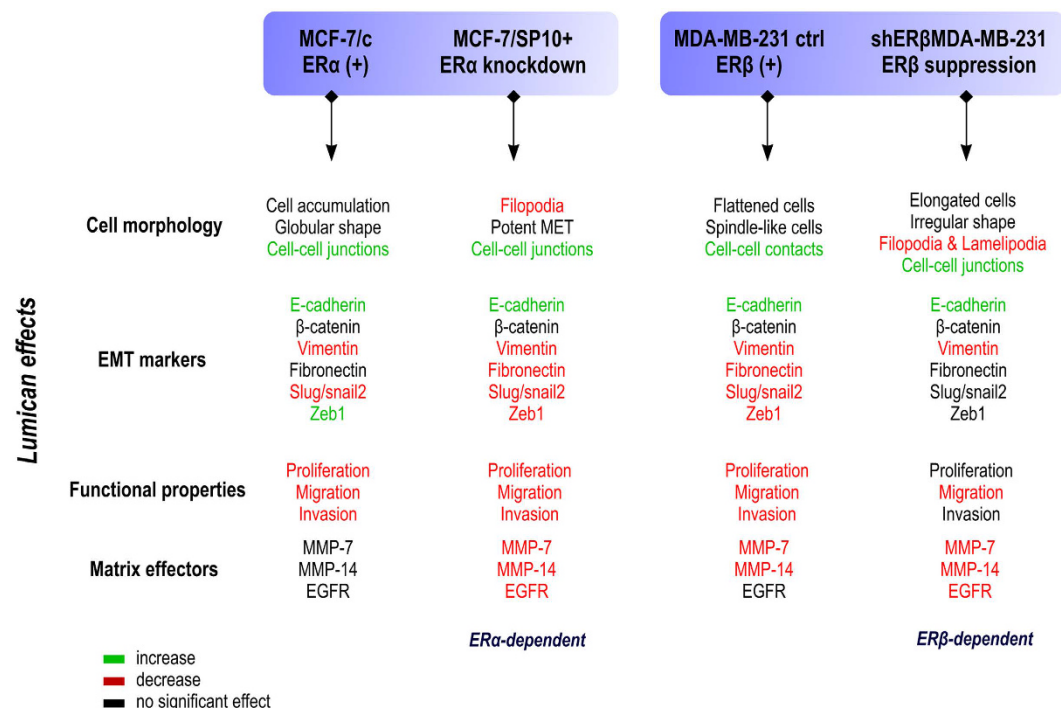 MCF-7/c
ERα (+)
MCF-7/SP10+
ERα knockdown
MDA-MB-231 ctrl
ERβ (+)
shERβMDA-MB-231
ERβ suppression
Lumican effects
Cell morphology
Cell accumulation
Globular shape
Cell-cell junctions
Filopodia
Potent MET
Cell-cell junctions
Flattened cells
Spindle-like cells
Cell-cell contacts
Elongated cells
Irregular shape
Filopodia & Lamelipodia
Cell-cell junctions
EMT markers
E-cadherin
β-catenin
Vimentin
Fibronectin
Slug/snail2
Zeb1
E-cadherin
β-catenin
Vimentin
Fibronectin
Slug/snail2
Zeb1
E-cadherin
β-catenin
Vimentin
Fibronectin
Slug/snail2
Zeb1
E-cadherin
β-catenin
Vimentin
Fibronectin
Slug/snail2
Zeb1
Functional properties
Proliferation
Migration
Invasion
Proliferation
Migration
Invasion
Proliferation
Migration
Invasion
Proliferation
Migration
Invasion
Matrix effectors
MMP-7
MMP-14
EGFR
MMP-7
MMP-14
EGFR
MMP-7
MMP-14
EGFR
MMP-7
MMP-14
EGFR
ERα-dependent
ERβ-dependent
increase
decrease
no significant effect